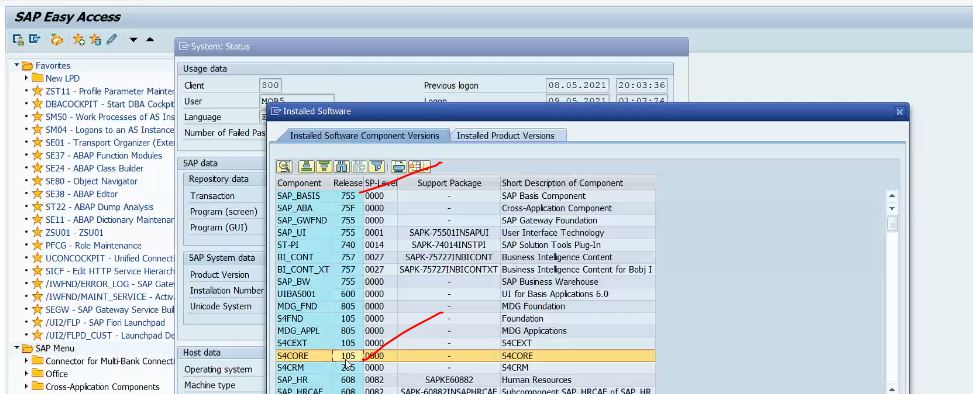 SAP Easy Access
System: Status
Favorites
New LPD
ZST11 - Profile Parameter Mainter
DBACOCKPIT - Start DBA Cockpit
SM50 - Work Processes of AS Ins
SM04 - Logons to an AS Instance
SE01 - Transport Organizer (Exte
SE37 - ABAP Function Modules
SE24 - ABAP Class Builder
SE80 - Object Navigator
SE38 - ABAP Editor
ST22 - ABAP Dump Analysis
SE11 - ABAP Dictionary Maintenar
ZSU01 - ZSU01
PFCG - Role Maintenance
UCONCOCKPIT - Unified Connectio
SICF - Edit HTTP Service Hierarch
/IWFND/ERROR_LOG - SAP Gatew
/IWFND/MAINT_SERVICE - Activa
SEGW - SAP Gateway Service Buil
/UI2/FLP - SAP Fiori Launchpad
/UI2/FLPD_CUST - Launchpad Desi
SAP Menu
Connector for Multi-Bank Connecti
Office
Cross-Application Components
Usage data
Client 800 Previous logon 08.05.2021 20:03:36
User MOB5 Logon 09.05.2021 01:07:24
Language
Number of Failed Pas
SAP data
Repository data
Transaction
Program (screen)
Program (GUI)
SAP System data
Product Version
Installation Number
Unicode System
Host data
Operating system
Machine type
Installed Software
Installed Software Component Versions Installed Product Versions
Component Release SP-Level Support Package Short Description of Component
SAP_BASIS 755 0000 - SAP Basis Component
SAP_ABA 75F 0000 - Cross-Application Component
SAP_GWFND 755 0000 - SAP Gateway Foundation
SAP_UI 755 0001 SAPK-75501INSAPUI User Interface Technology
ST-PI 740 0014 SAPK-74014INSTPI SAP Solution Tools Plug-In
BI_CONT 757 0027 SAPK-75727INBICONT Business Intelligence Content
BI_CONT_XT 757 0027 SAPK-75727INBICONTXT Business Intelligence Content for Bobj I
SAP_BW 755 0000 - SAP Business Warehouse
UIBAS001 600 0000 - UI for Basis Applications 6.0
MDG_FND 805 0000 - MDG Foundation
S4FND 105 0000 - Foundation
MDG_APPL 805 0000 - MDG Applications
S4CEXT 105 0000 - S4CEXT
S4CORE 105 0000 - S4CORE
S4CRM 0000 - S4CRM
SAP_HR 608 0082 SAPKE60882 Human Resources
SAP_HRCAE 608 0082 SAPK-60882INSAPHRCAE Subcomponent SAP_HRCAE of SAP_HR